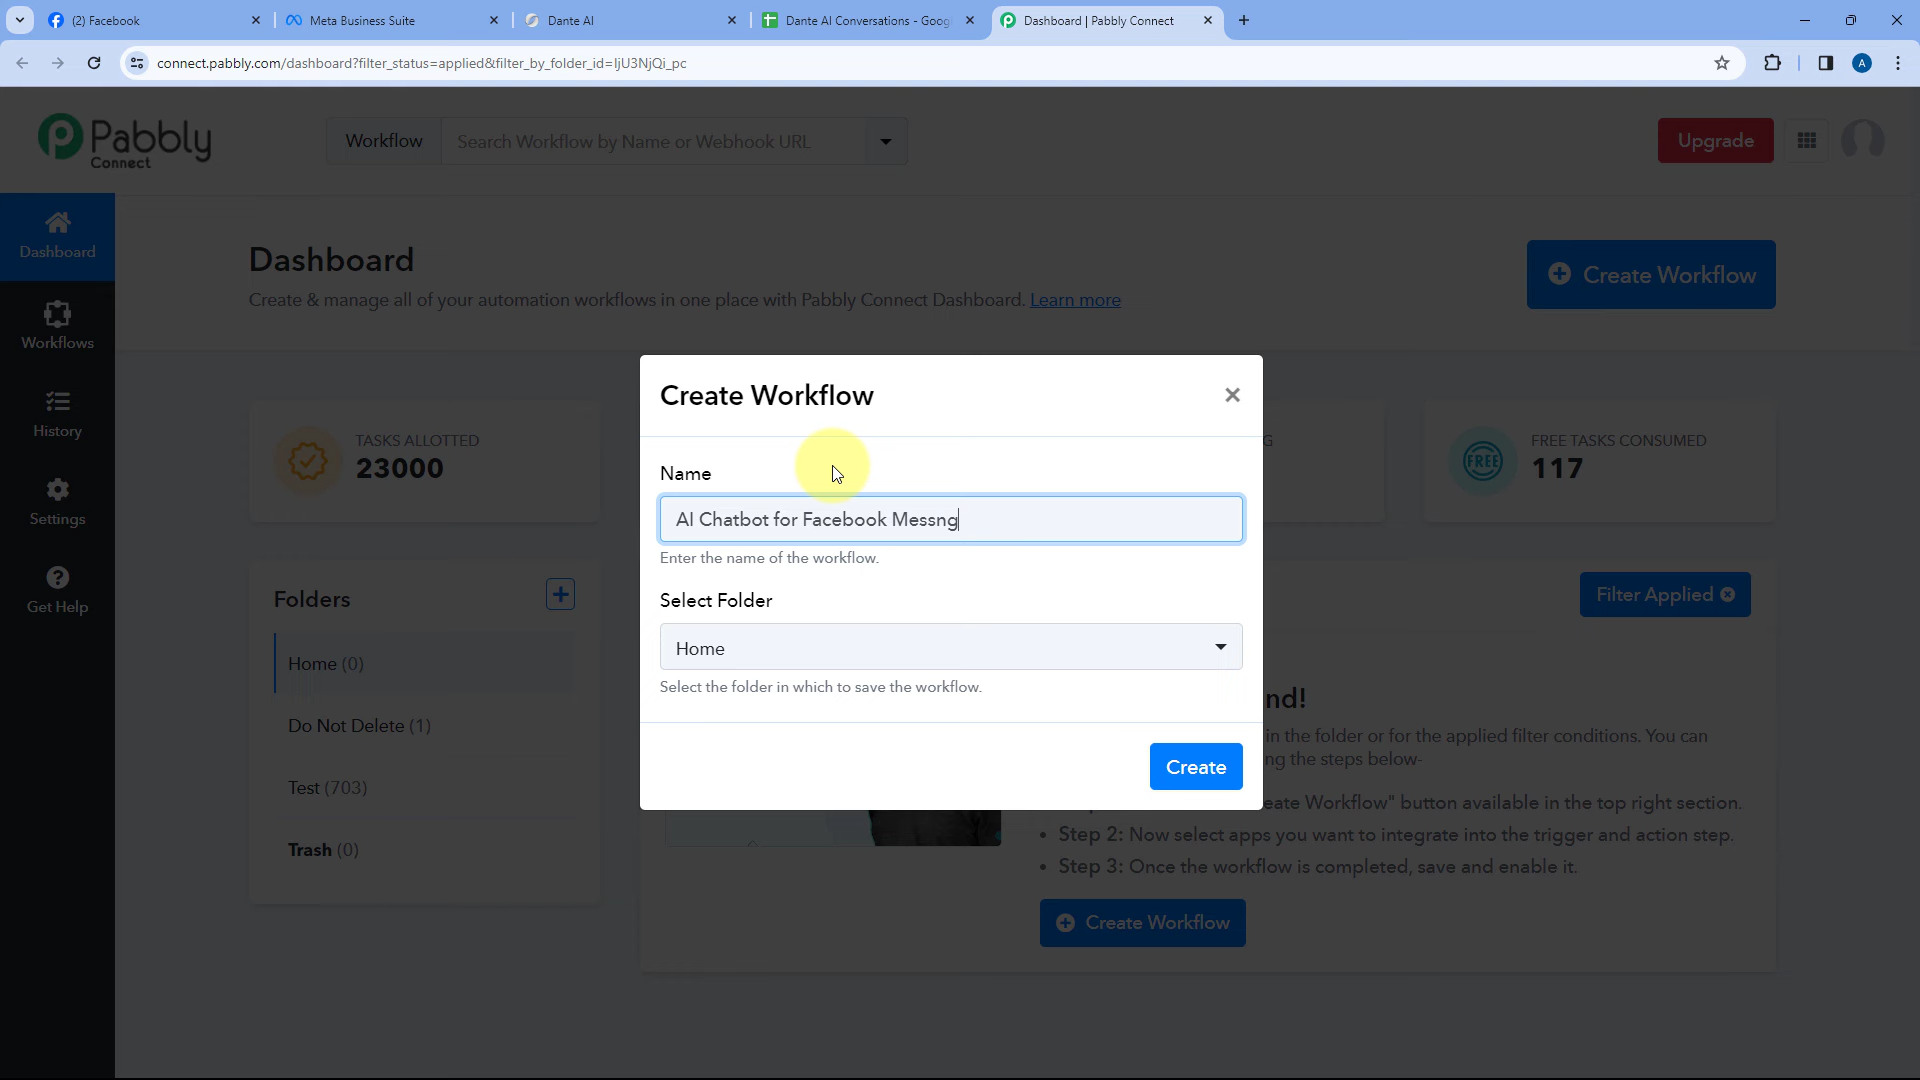 (2) Facebook
Meta Business Suite
Dante AI
Dante AI Conversations - Goog
Dashboard | Pabbly Connect
connect.pabbly.com/dashboard?filter_status=applied&filter_by_folder_id=IjU3NjQi_pc
A
Pabbly
Connect
Workflow
Search Workflow by Name or Webhook URL
Upgrade
Dashboard
Workflows
History
Settings
Get Help
Dashboard
Create & manage all of your automation workflows in one place with Pabbly Connect Dashboard. Learn more
Create Workflow
TASKS ALLOTTED
23000
G
FREE
FREE TASKS CONSUMED
117
Folders
Home (0)
Do Not Delete (1)
Test (703)
Trash (0)
Create Workflow
Name
AI Chatbot for Facebook Messng
Enter the name of the workflow.
Select Folder
Home
Select the folder in which to save the workflow.
Create
Filter Applied
nd!
in the folder or for the applied filter conditions. You can
ng the steps below-
eate Workflow" button available in the top right section.
• Step 2: Now select apps you want to integrate into the trigger and action step.
• Step 3: Once the workflow is completed, save and enable it.
Create Workflow